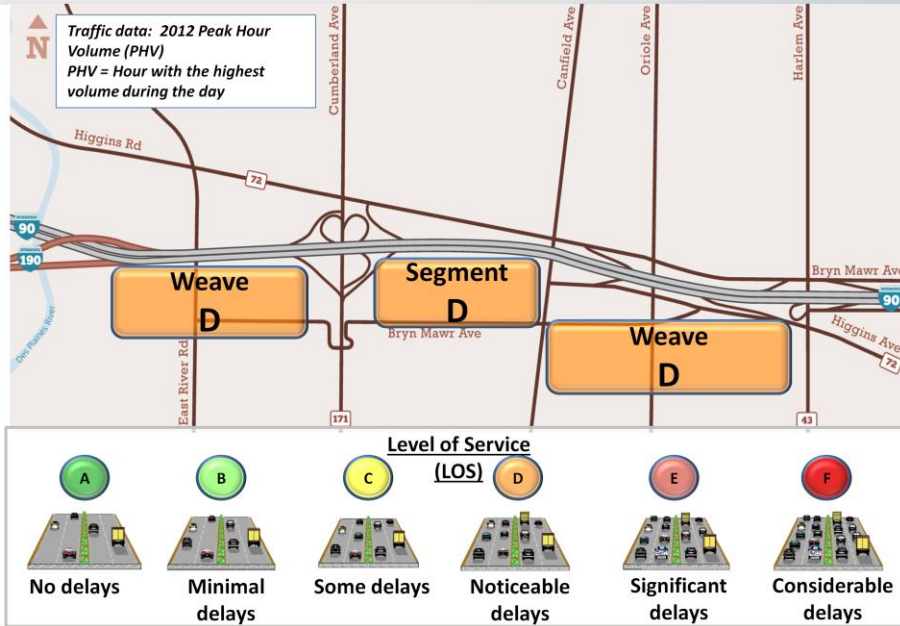 Traffic data: 2012 Peak Hour
Volume (PHV)
PHV = Hour with the highest
volume during the day
N
Cumberland Ave
Canfield Ave
Oriole Ave
Harlem Ave
Higgins Rd
72
INTERSTATE
90
INTERSTATE
190
Des Plaines River
East River Rd
Weave
D
Segment
D
Bryn Mawr Ave
INTERSTATE
90
Bryn Mawr Ave
Weave
D
Higgins Ave
72
171
43
Level of Service
(LOS)
A
B
C
D
E
F
No delays
Minimal
delays
Some delays
Noticeable
delays
Significant
delays
Considerable
delays